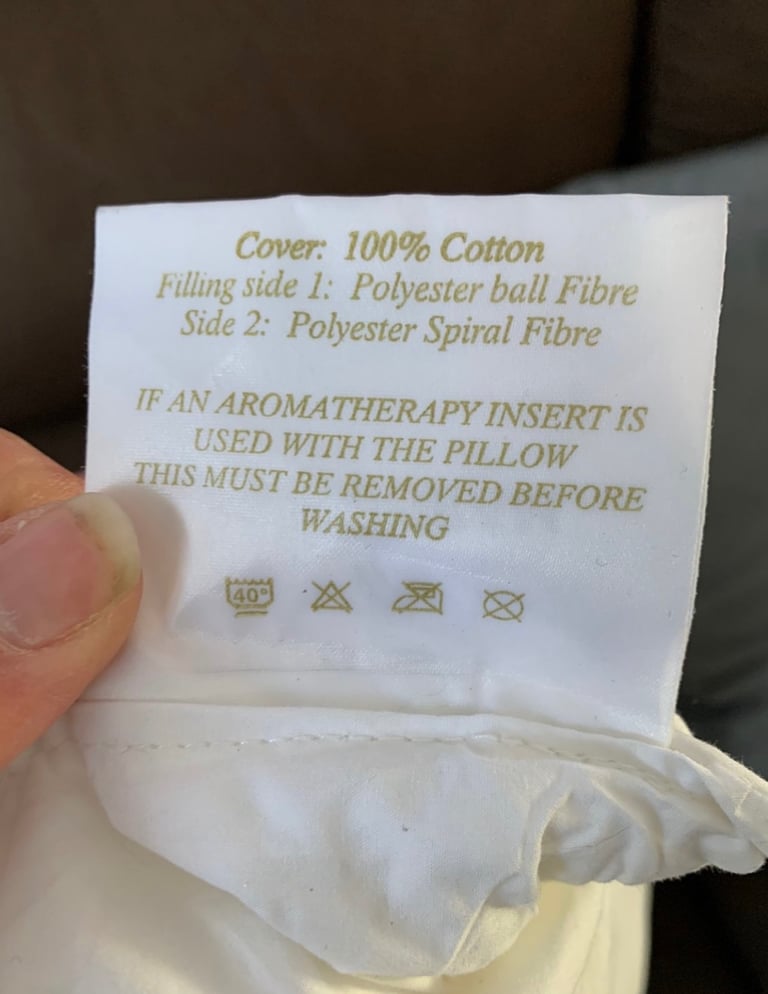 Cover: 100% Cotton
Filling side 1: Polyester ball Fibre
Side 2: Polyester Spiral Fibre
IF AN AROMATHERAPY INSERT IS
USED WITH THE PILLOW
THIS MUST BE REMOVED BEFORE
WASHING
40°